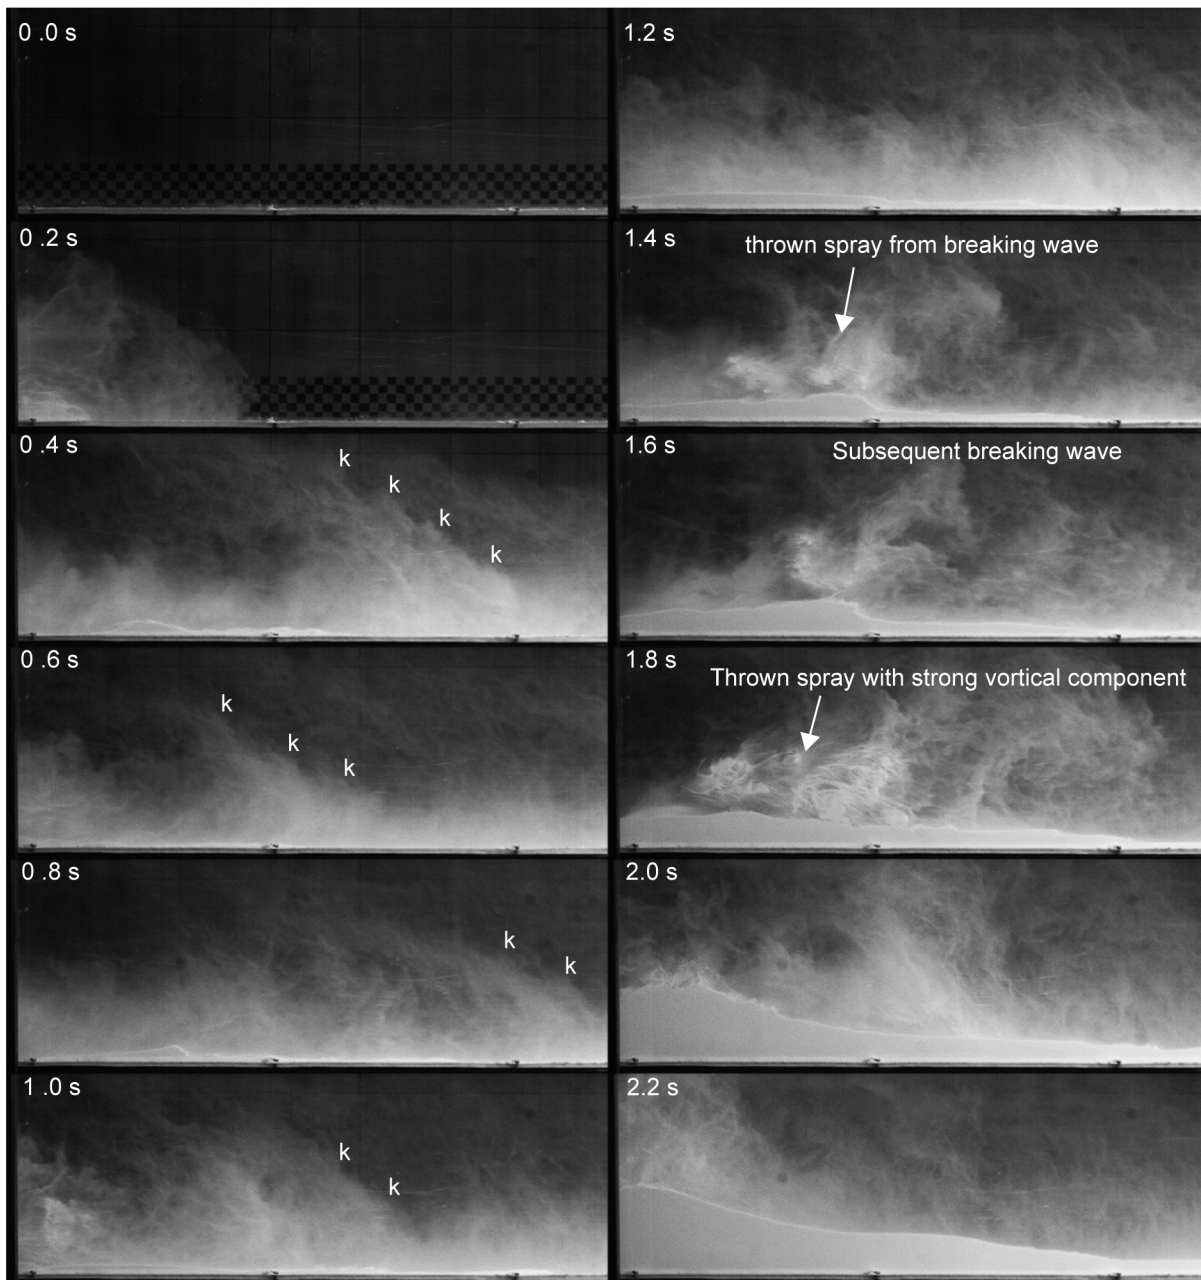 0 .0 s
0 .2 s
0 .4 s
k
k
k
k
0 .6 s
k
k
k
0 .8 s
k
k
1 .0 s
k
k
1.2 s
1.4 s
thrown spray from breaking wave
1.6 s
Subsequent breaking wave
1.8 s
Thrown spray with strong vortical component
2.0 s
2.2 s